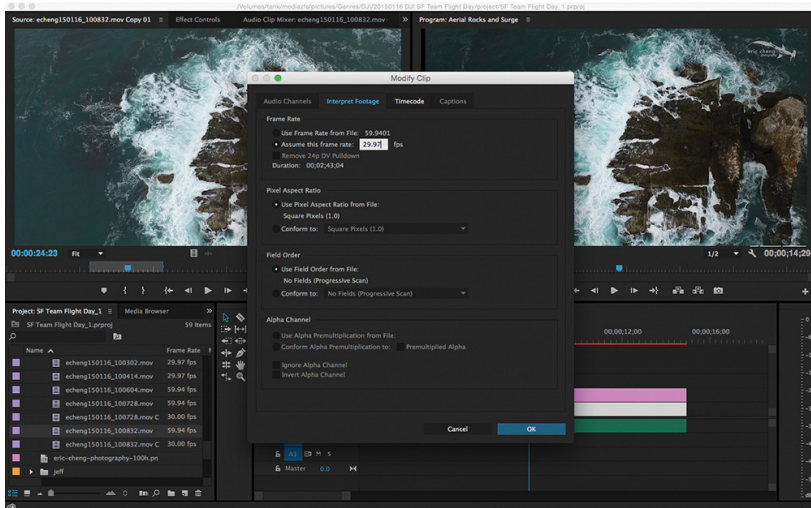 /Volumes/tank/mediazfs/pictures/Genres/DJI/20150116 DJI SF Team Flight Day/project/SF Team Flight Day_1.prproj
Source: echeng150116_100832.mov Copy 01
Effect Controls
Audio Clip Mixer: echeng150116_100832.mov
Program: Aerial Rocks and Surge
eric cheng
Modify Clip
Audio Channels
Interpret Footage
Timecode
Captions
Frame Rate
Use Frame Rate from File: 59.9401
Assume this frame rate: 29.97 fps
Remove 24p DV Pulldown
Duration: 00;02;43;04
Pixel Aspect Ratio
Use Pixel Aspect Ratio from File:
Square Pixels (1.0)
Conform to: Square Pixels (1.0)
Field Order
Use Field Order from File:
No Fields (Progressive Scan)
Conform to: No Fields (Progressive Scan)
Alpha Channel
Use Alpha Premultiplication from File:
Conform Alpha Premultiplication to: Premultiplied Alpha
Ignore Alpha Channel
Invert Alpha Channel
Cancel
OK
00:00:24:23
Fit
1/2
00;00;14;29
Project: SF Team Flight Day_1
Media Browser
SF Team Flight Day_1.prproj
59 Items
Name
Frame Rate
echeng150116_100302.mov 29.97 fps
echeng150116_100414.mov 29.97 fps
echeng150116_100604.mov 59.94 fps
echeng150116_100728.mov 59.94 fps
echeng150116_100728.mov C 30.00 fps
echeng150116_100832.mov 59.94 fps
echeng150116_100832.mov C 30.00 fps
eric-cheng-photography-100h.pn
jeff
00;00;12;00
00;00;16;00
A3 M S
Master 0.0